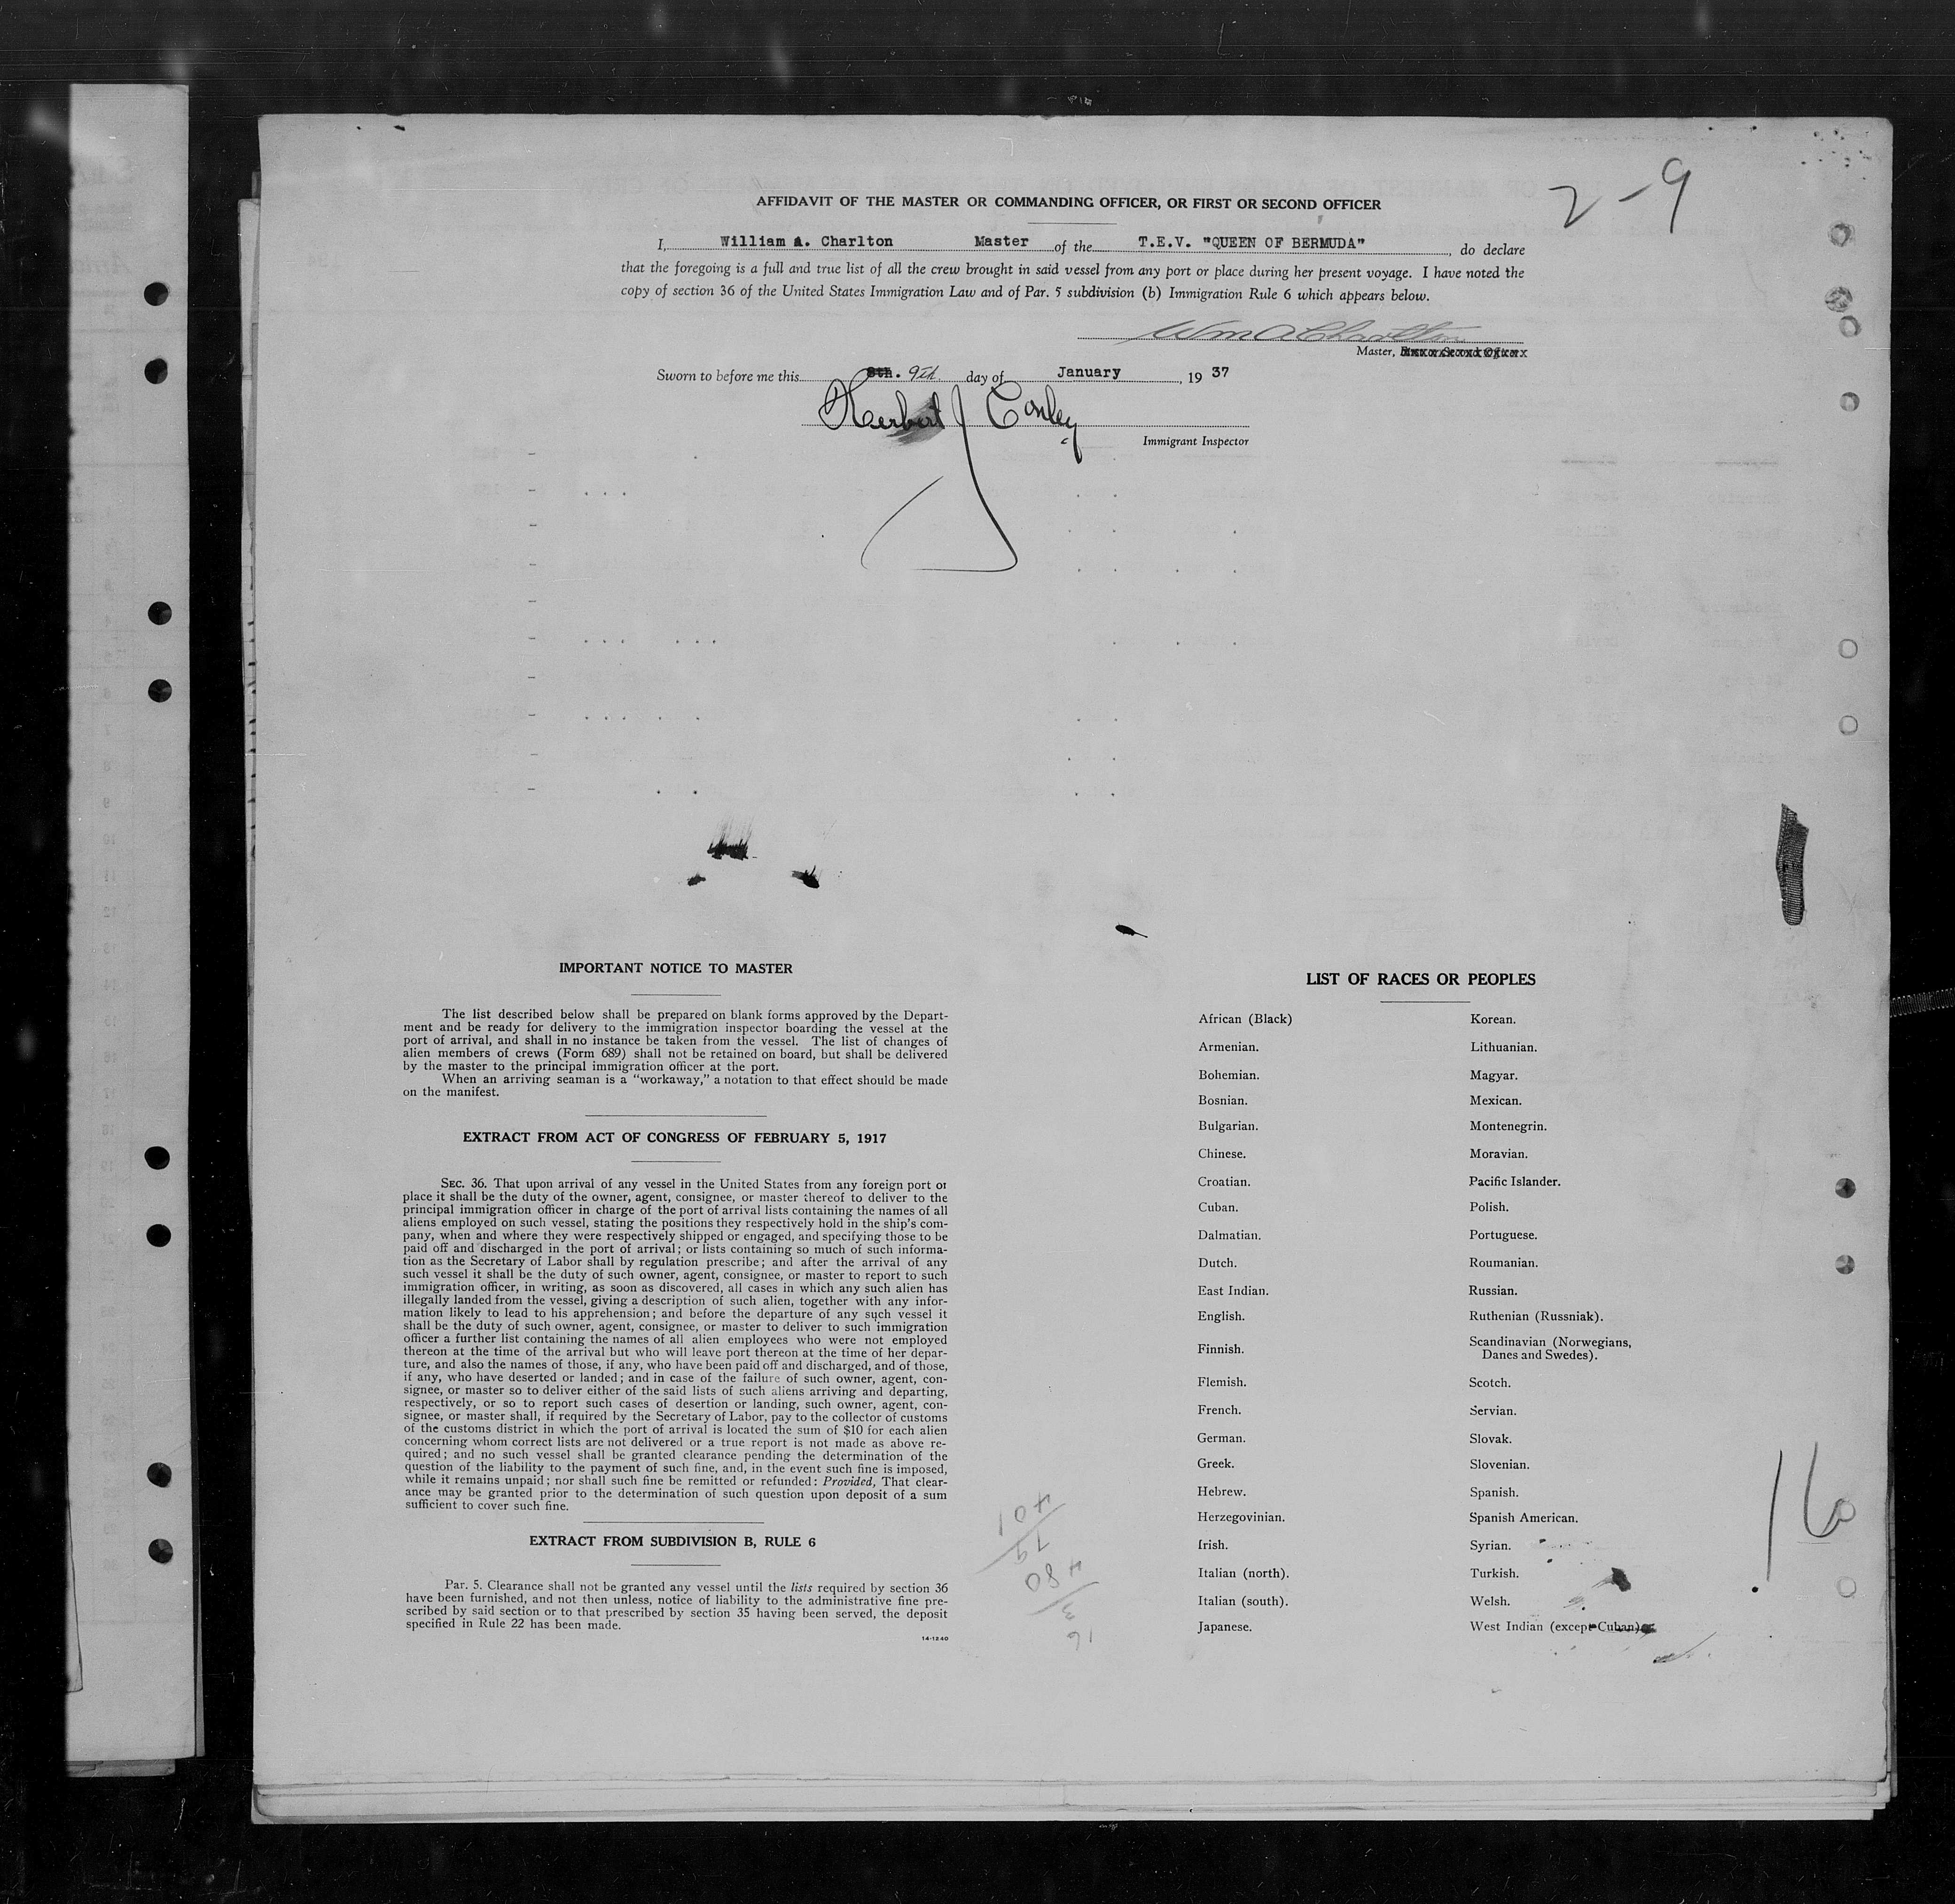 2-9
AFFIDAVIT OF THE MASTER OR COMMANDING OFFICER, OR FIRST OR SECOND OFFICER
I, William A. Charlton Master of the T.E.V. "QUEEN OF BERMUDA", do declare
that the foregoing is a full and true list of all the crew brought in said vessel from any port or place during her present voyage. I have noted the
copy of section 36 of the United States Immigration Law and of Par. 5 subdivision (b) Immigration Rule 6 which appears below.
Wm A Charlton
Master, First or Second Officer
Sworn to before me this 8th. 9th day of January, 19 37
Herbert J Conley
Immigrant Inspector
IMPORTANT NOTICE TO MASTER
The list described below shall be prepared on blank forms approved by the Depart-
ment and be ready for delivery to the immigration inspector boarding the vessel at the
port of arrival, and shall in no instance be taken from the vessel. The list of changes of
alien members of crews (Form 689) shall not be retained on board, but shall be delivered
by the master to the principal immigration officer at the port.
When an arriving seaman is a "workaway," a notation to that effect should be made
on the manifest.
EXTRACT FROM ACT OF CONGRESS OF FEBRUARY 5, 1917
SEC. 36. That upon arrival of any vessel in the United States from any foreign port or
place it shall be the duty of the owner, agent, consignee, or master thereof to deliver to the
principal immigration officer in charge of the port of arrival lists containing the names of all
aliens employed on such vessel, stating the positions they respectively hold in the ship's com-
pany, when and where they were respectively shipped or engaged, and specifying those to be
paid off and discharged in the port of arrival; or lists containing so much of such informa-
tion as the Secretary of Labor shall by regulation prescribe; and after the arrival of any
such vessel it shall be the duty of such owner, agent, consignee, or master to report to such
immigration officer, in writing, as soon as discovered, all cases in which any such alien has
illegally landed from the vessel, giving a description of such alien, together with any infor-
mation likely to lead to his apprehension; and before the departure of any such vessel it
shall be the duty of such owner, agent, consignee, or master to deliver to such immigration
officer a further list containing the names of all alien employees who were not employed
thereon at the time of the arrival but who will leave port thereon at the time of her depar-
ture, and also the names of those, if any, who have been paid off and discharged, and of those,
if any, who have deserted or landed; and in case of the failure of such owner, agent, con-
signee, or master so to deliver either of the said lists of such aliens arriving and departing,
respectively, or so to report such cases of desertion or landing, such owner, agent, con-
signee, or master shall, if required by the Secretary of Labor, pay to the collector of customs
of the customs district in which the port of arrival is located the sum of $10 for each alien
concerning whom correct lists are not delivered or a true report is not made as above re-
quired; and no such vessel shall be granted clearance pending the determination of the
question of the liability to the payment of such fine, and, in the event such fine is imposed,
while it remains unpaid; nor shall such fine be remitted or refunded: Provided, That clear-
ance may be granted prior to the determination of such question upon deposit of a sum
sufficient to cover such fine.
EXTRACT FROM SUBDIVISION B, RULE 6
Par. 5. Clearance shall not be granted any vessel until the lists required by section 36
have been furnished, and not then unless, notice of liability to the administrative fine pre-
scribed by said section or to that prescribed by section 35 having been served, the deposit
specified in Rule 22 has been made.
14-1240
LIST OF RACES OR PEOPLES
African (Black)
Armenian.
Bohemian.
Bosnian.
Bulgarian.
Chinese.
Croatian.
Cuban.
Dalmatian.
Dutch.
East Indian.
English.
Finnish.
Flemish.
French.
German.
Greek.
Hebrew.
Herzegovinian.
Irish.
Italian (north).
Italian (south).
Japanese.
Korean.
Lithuanian.
Magyar.
Mexican.
Montenegrin.
Moravian.
Pacific Islander.
Polish.
Portuguese.
Roumanian.
Russian.
Ruthenian (Russniak).
Scandinavian (Norwegians,
Danes and Swedes).
Scotch.
Servian.
Slovak.
Slovenian.
Spanish.
Spanish American.
Syrian.
Turkish.
Welsh.
West Indian (except Cuban)
16